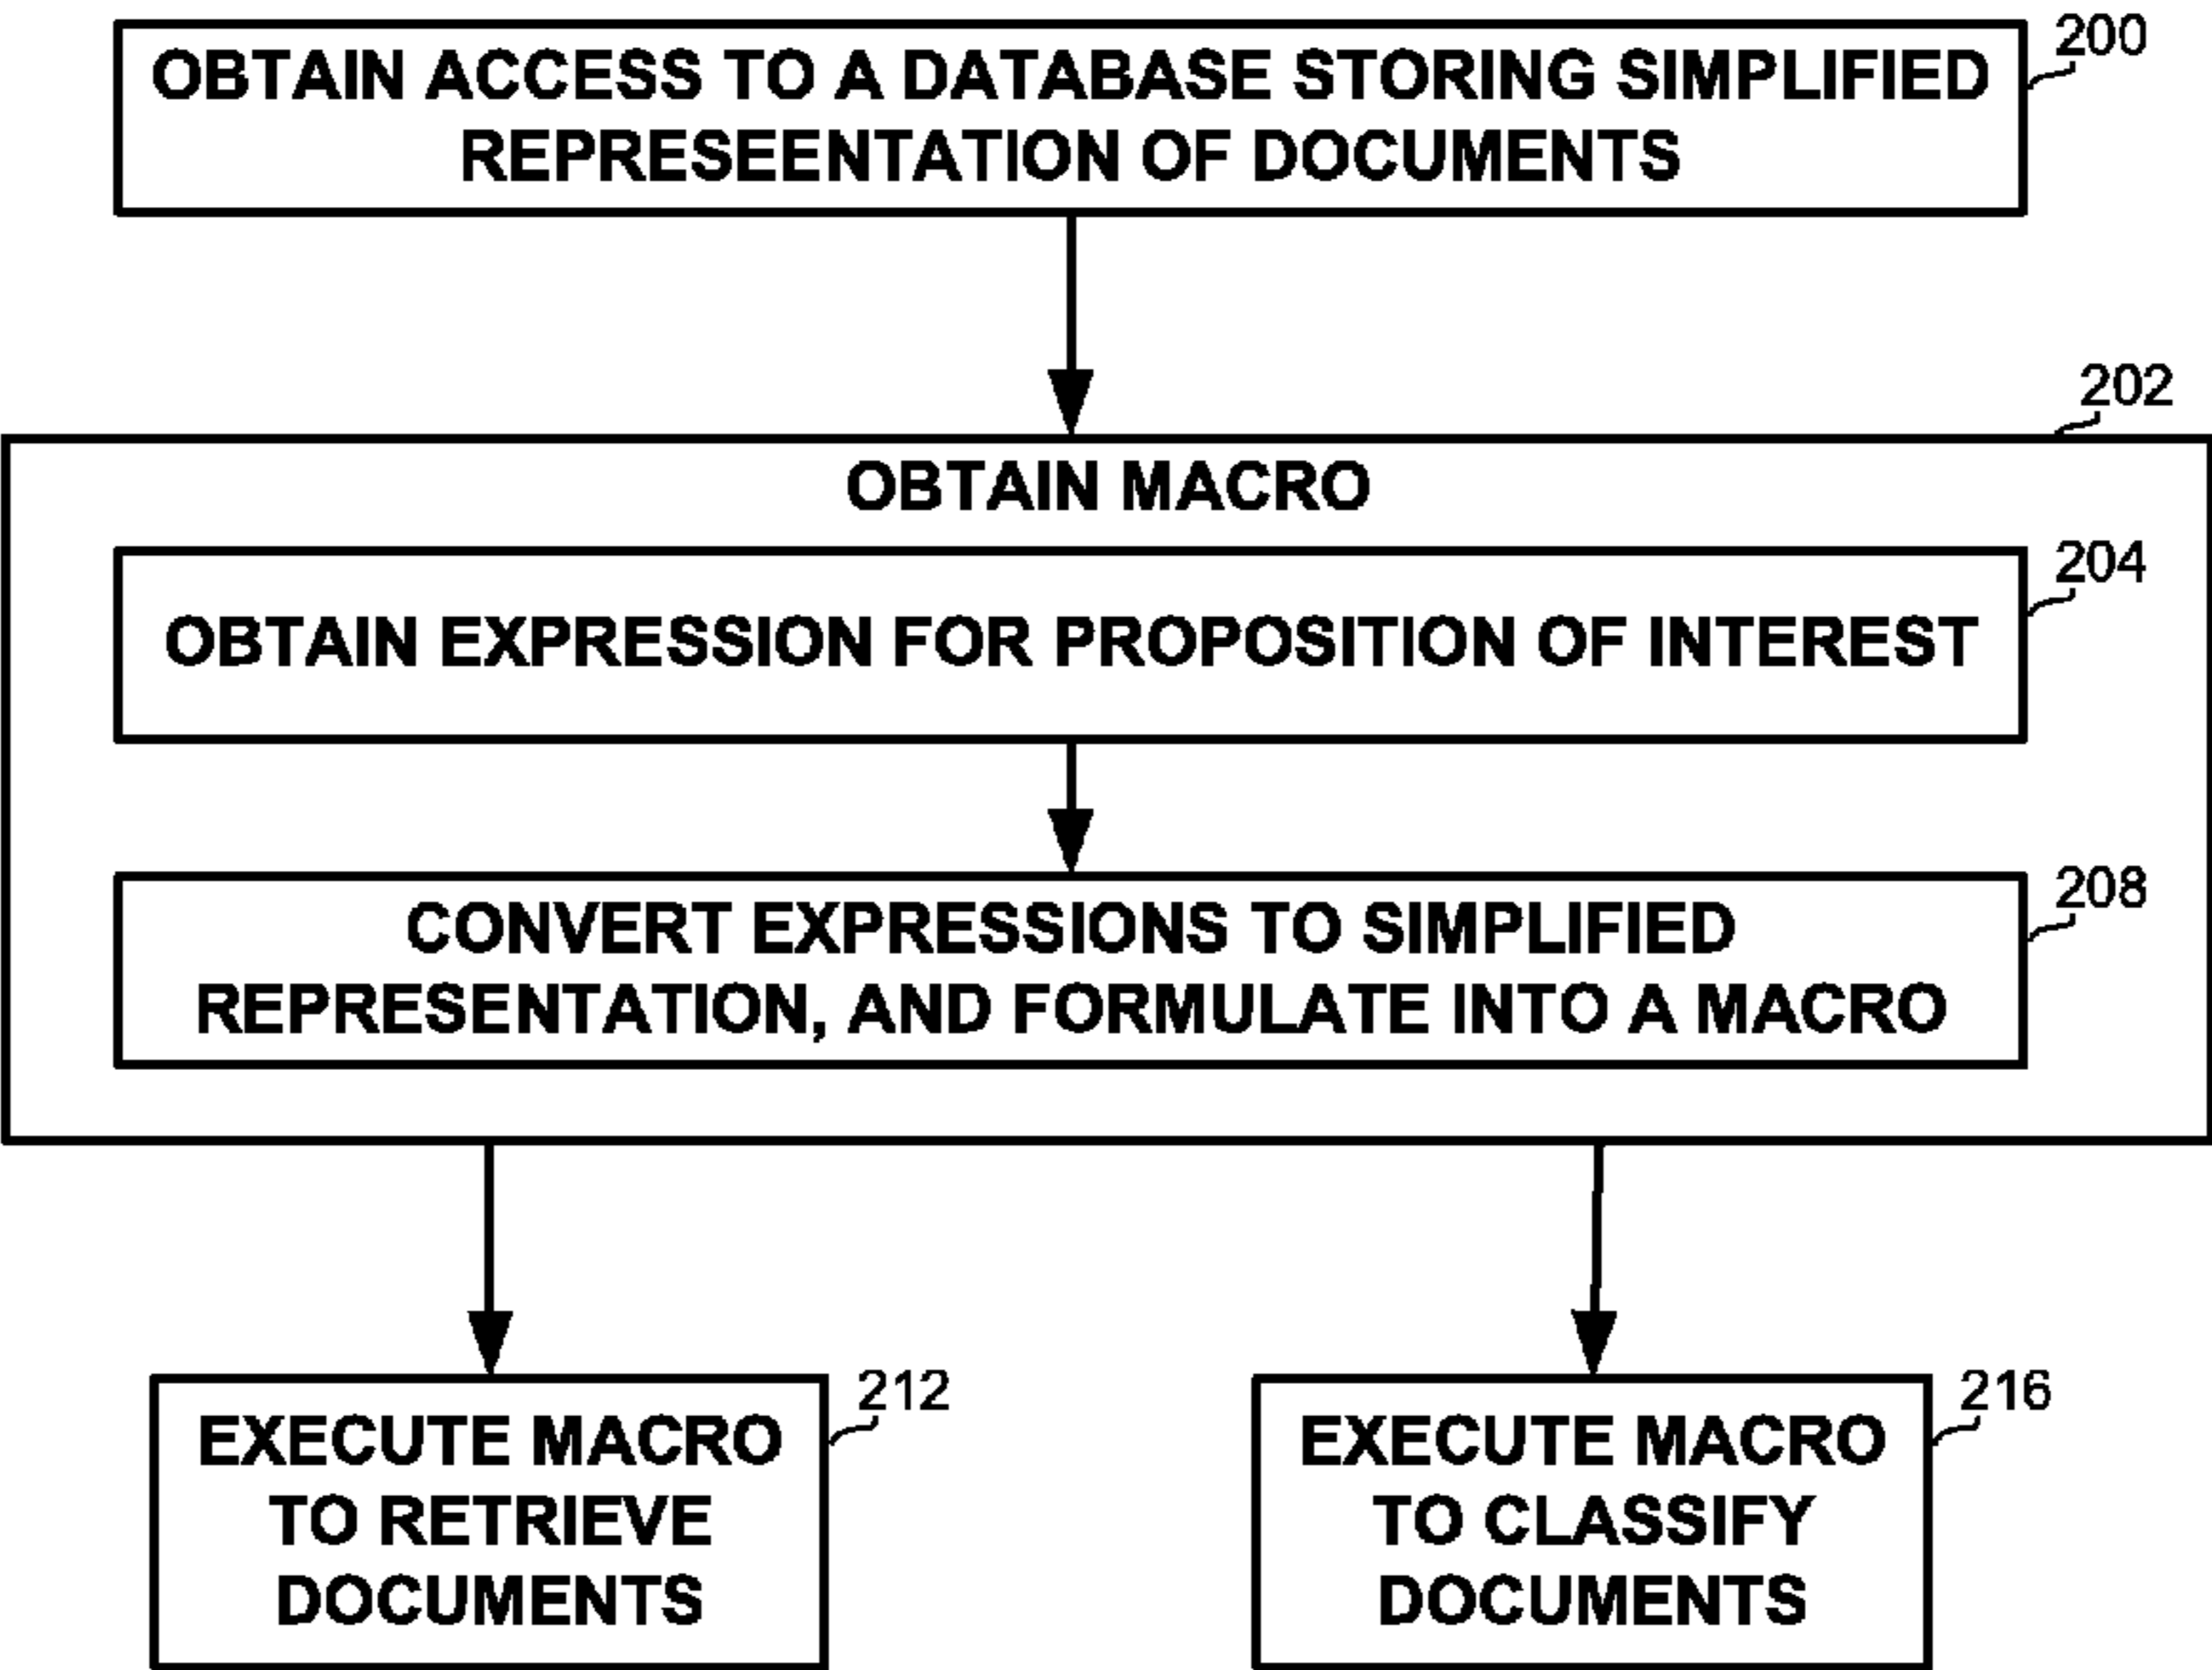 200
OBTAIN ACCESS TO A DATABASE STORING SIMPLIFIED
REPRESEENTATION OF DOCUMENTS
202
OBTAIN MACRO
204
OBTAIN EXPRESSION FOR PROPOSITION OF INTEREST
208
CONVERT EXPRESSIONS TO SIMPLIFIED
REPRESENTATION, AND FORMULATE INTO A MACRO
212
EXECUTE MACRO
TO RETRIEVE
DOCUMENTS
216
EXECUTE MACRO
TO CLASSIFY
DOCUMENTS